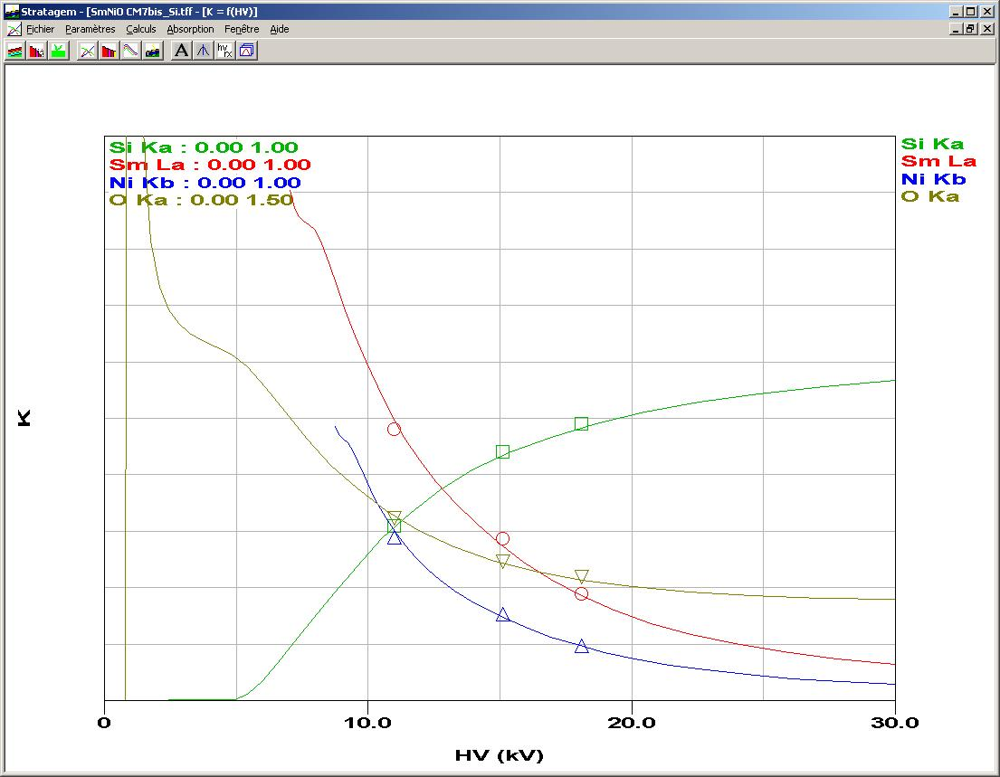 Stratagem - [SmNiO CM7bis_Si.tff - [K = f(HV)]
Fichier Paramètres Calculs Absorption Fenêtre Aide
A hν rx
Si Ka : 0.00 1.00
Sm La : 0.00 1.00
Ni Kb : 0.00 1.00
O Ka : 0.00 1.50
Si Ka
Sm La
Ni Kb
O Ka
K
0 10.0 20.0 30.0
HV (kV)